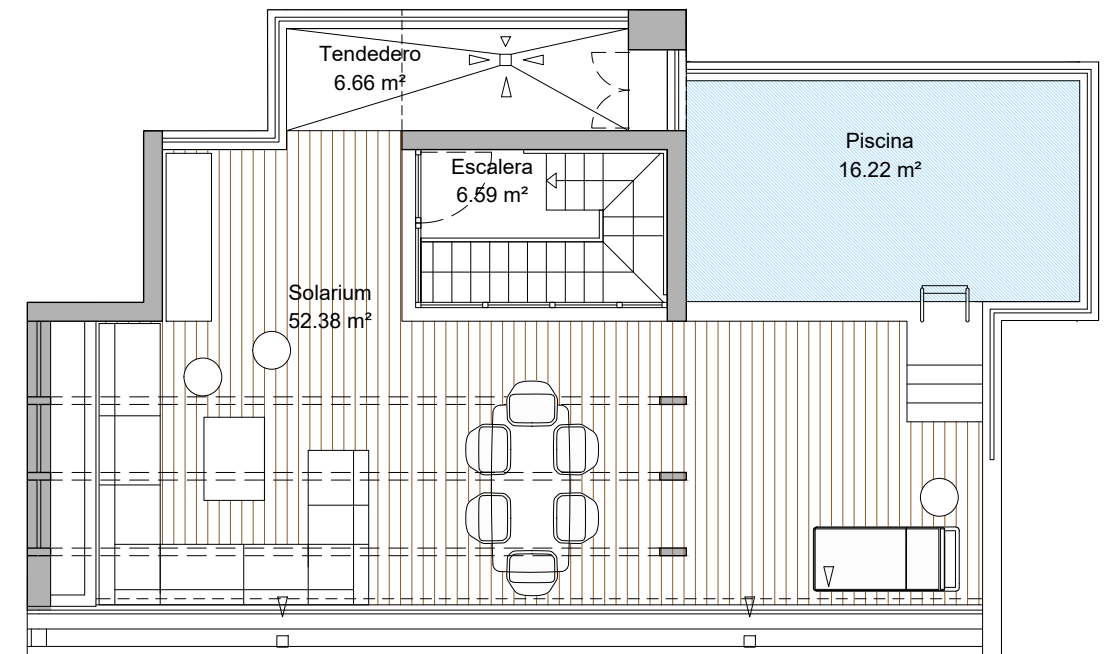 Tendedero
6.66 m²
Piscina
16.22 m²
Escalera
6.59 m²
Solarium
52.38 m²